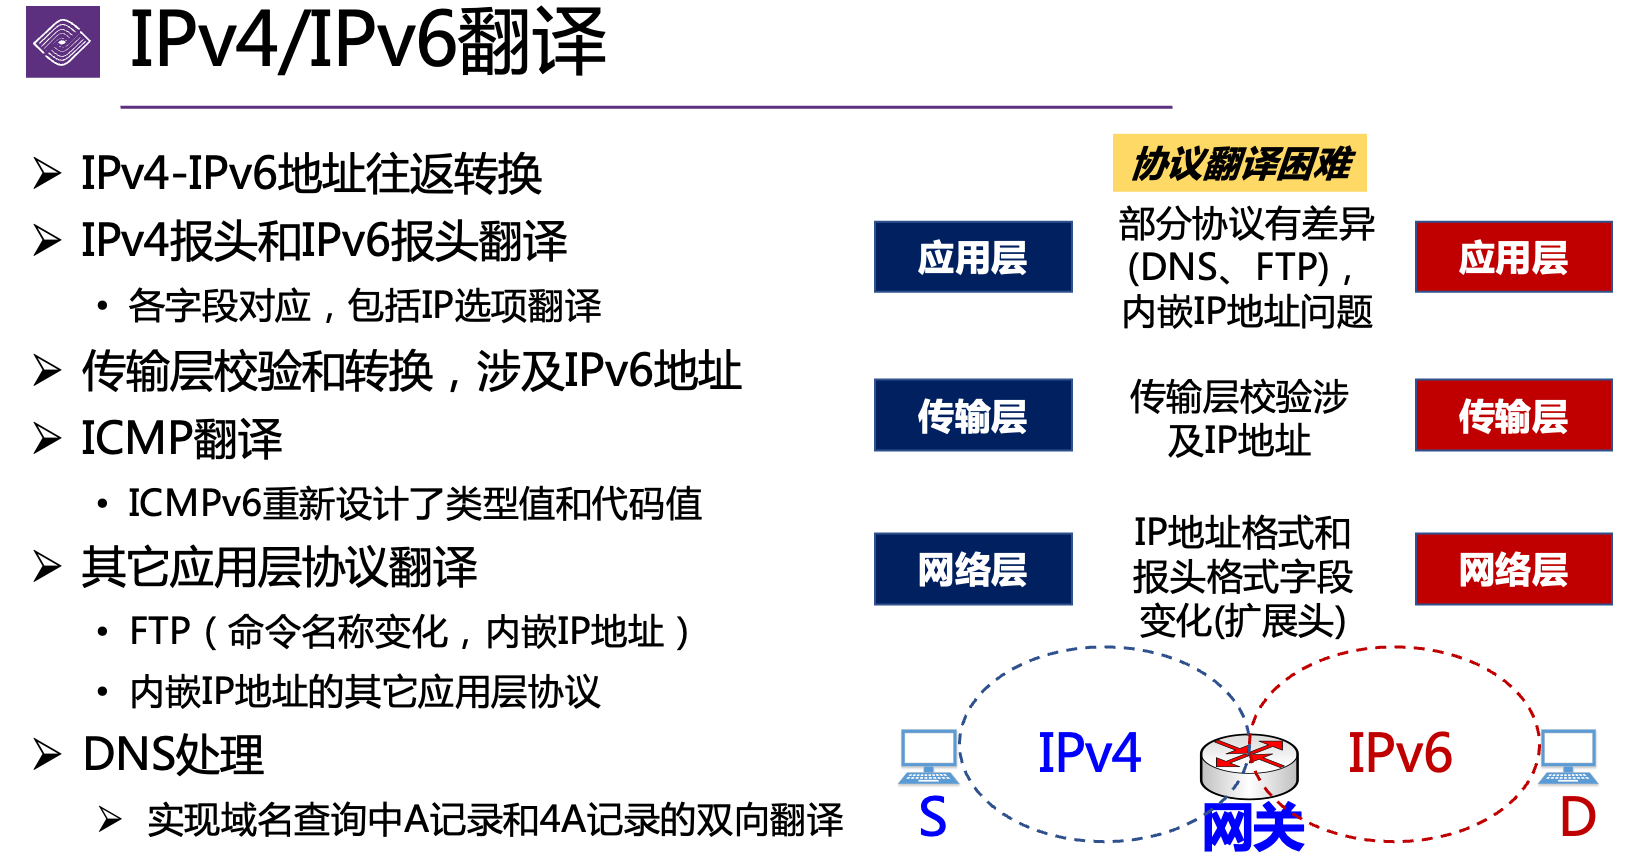 IPv4/IPv6翻译
IPv4-IPv6地址往返转换
IPv4报头和IPv6报头翻译
• 各字段对应，包括IP选项翻译
传输层校验和转换，涉及IPv6地址
ICMP翻译
• ICMPv6重新设计了类型值和代码值
其它应用层协议翻译
• FTP（命令名称变化，内嵌IP地址）
• 内嵌IP地址的其它应用层协议
DNS处理
实现域名查询中A记录和4A记录的双向翻译
协议翻译困难
应用层
部分协议有差异
(DNS、FTP)，
内嵌IP地址问题
应用层
传输层
传输层校验涉
及IP地址
传输层
网络层
IP地址格式和
报头格式字段
变化(扩展头)
网络层
IPv4
IPv6
S
网关
D